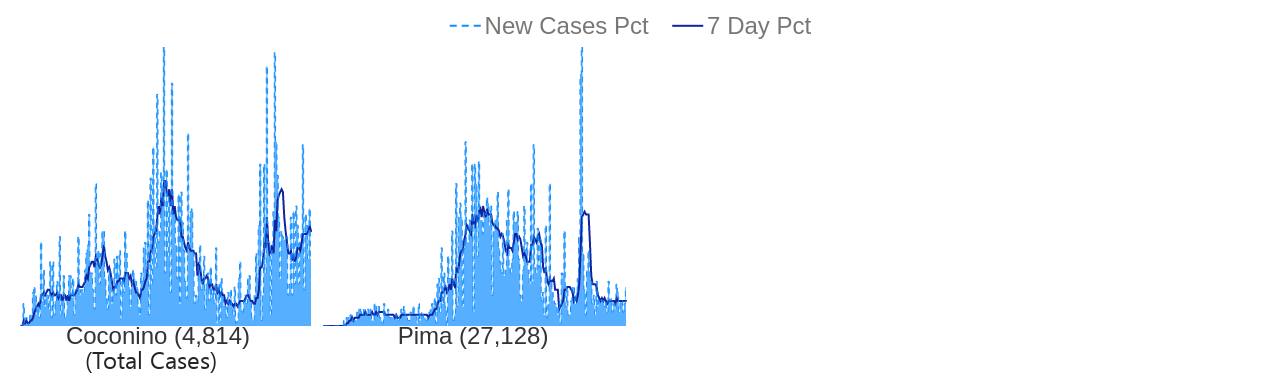 New Cases Pct 7 Day Pct
Coconino (4,814) Pima (27,128)
(Total Cases)